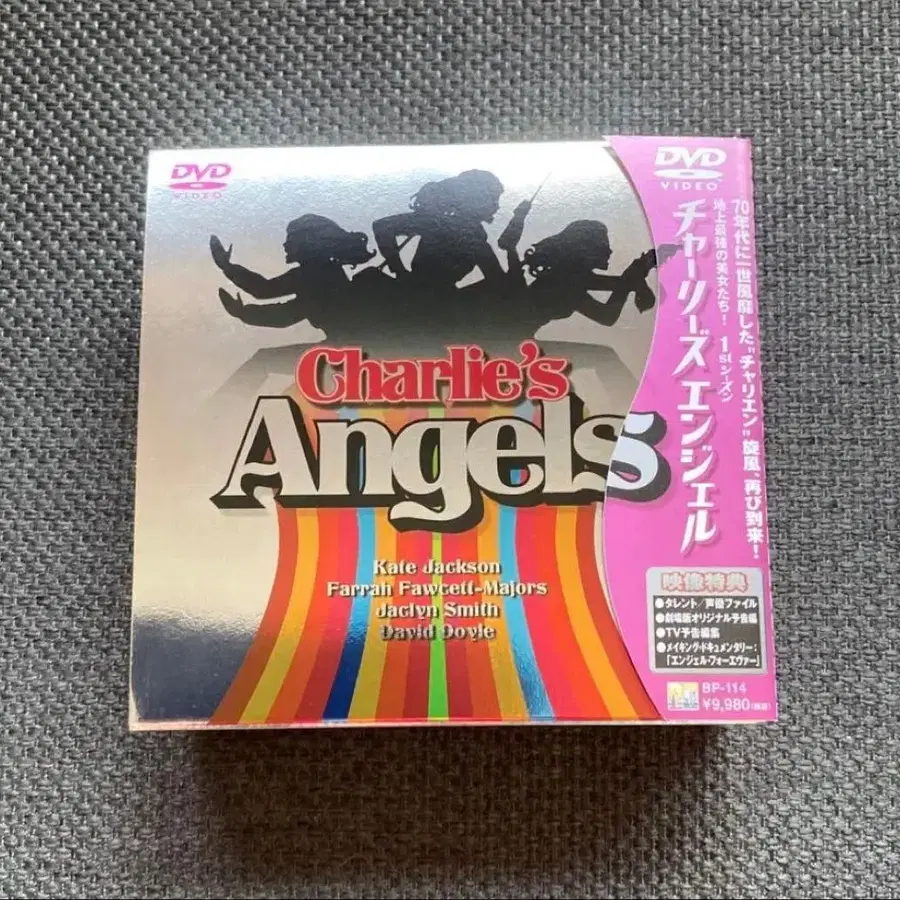 DVD
VIDEO
Charlie's
Angels
Kate Jackson
Farrah Fawcett-Majors
Jaclyn Smith
David Doyle
DVD
VIDEO
70年代に一世風靡した"チャリエン"旋風、再び到来!
地上最強の美女たち! 1stシーズン
チャーリーズ エンジェル
映像特典
●タレント/声優ファイル
●劇場版オリジナル予告編
●TV予告編集
●メイキング・ドキュメンタリー:
「エンジェル・フォーエヴァー」
BP-114
¥9,980